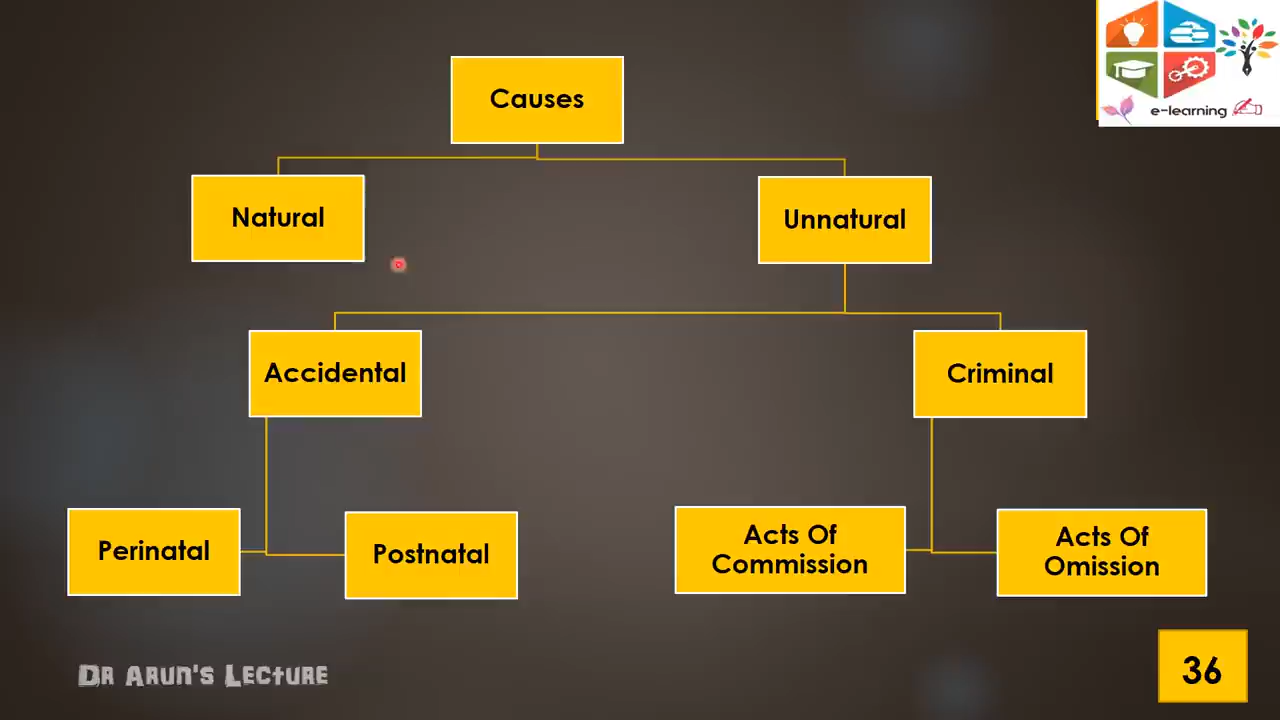 e-learning
Causes
Natural
Unnatural
Accidental
Criminal
Perinatal
Postnatal
Acts Of
Commission
Acts Of
Omission
Dr Arun's Lecture
36